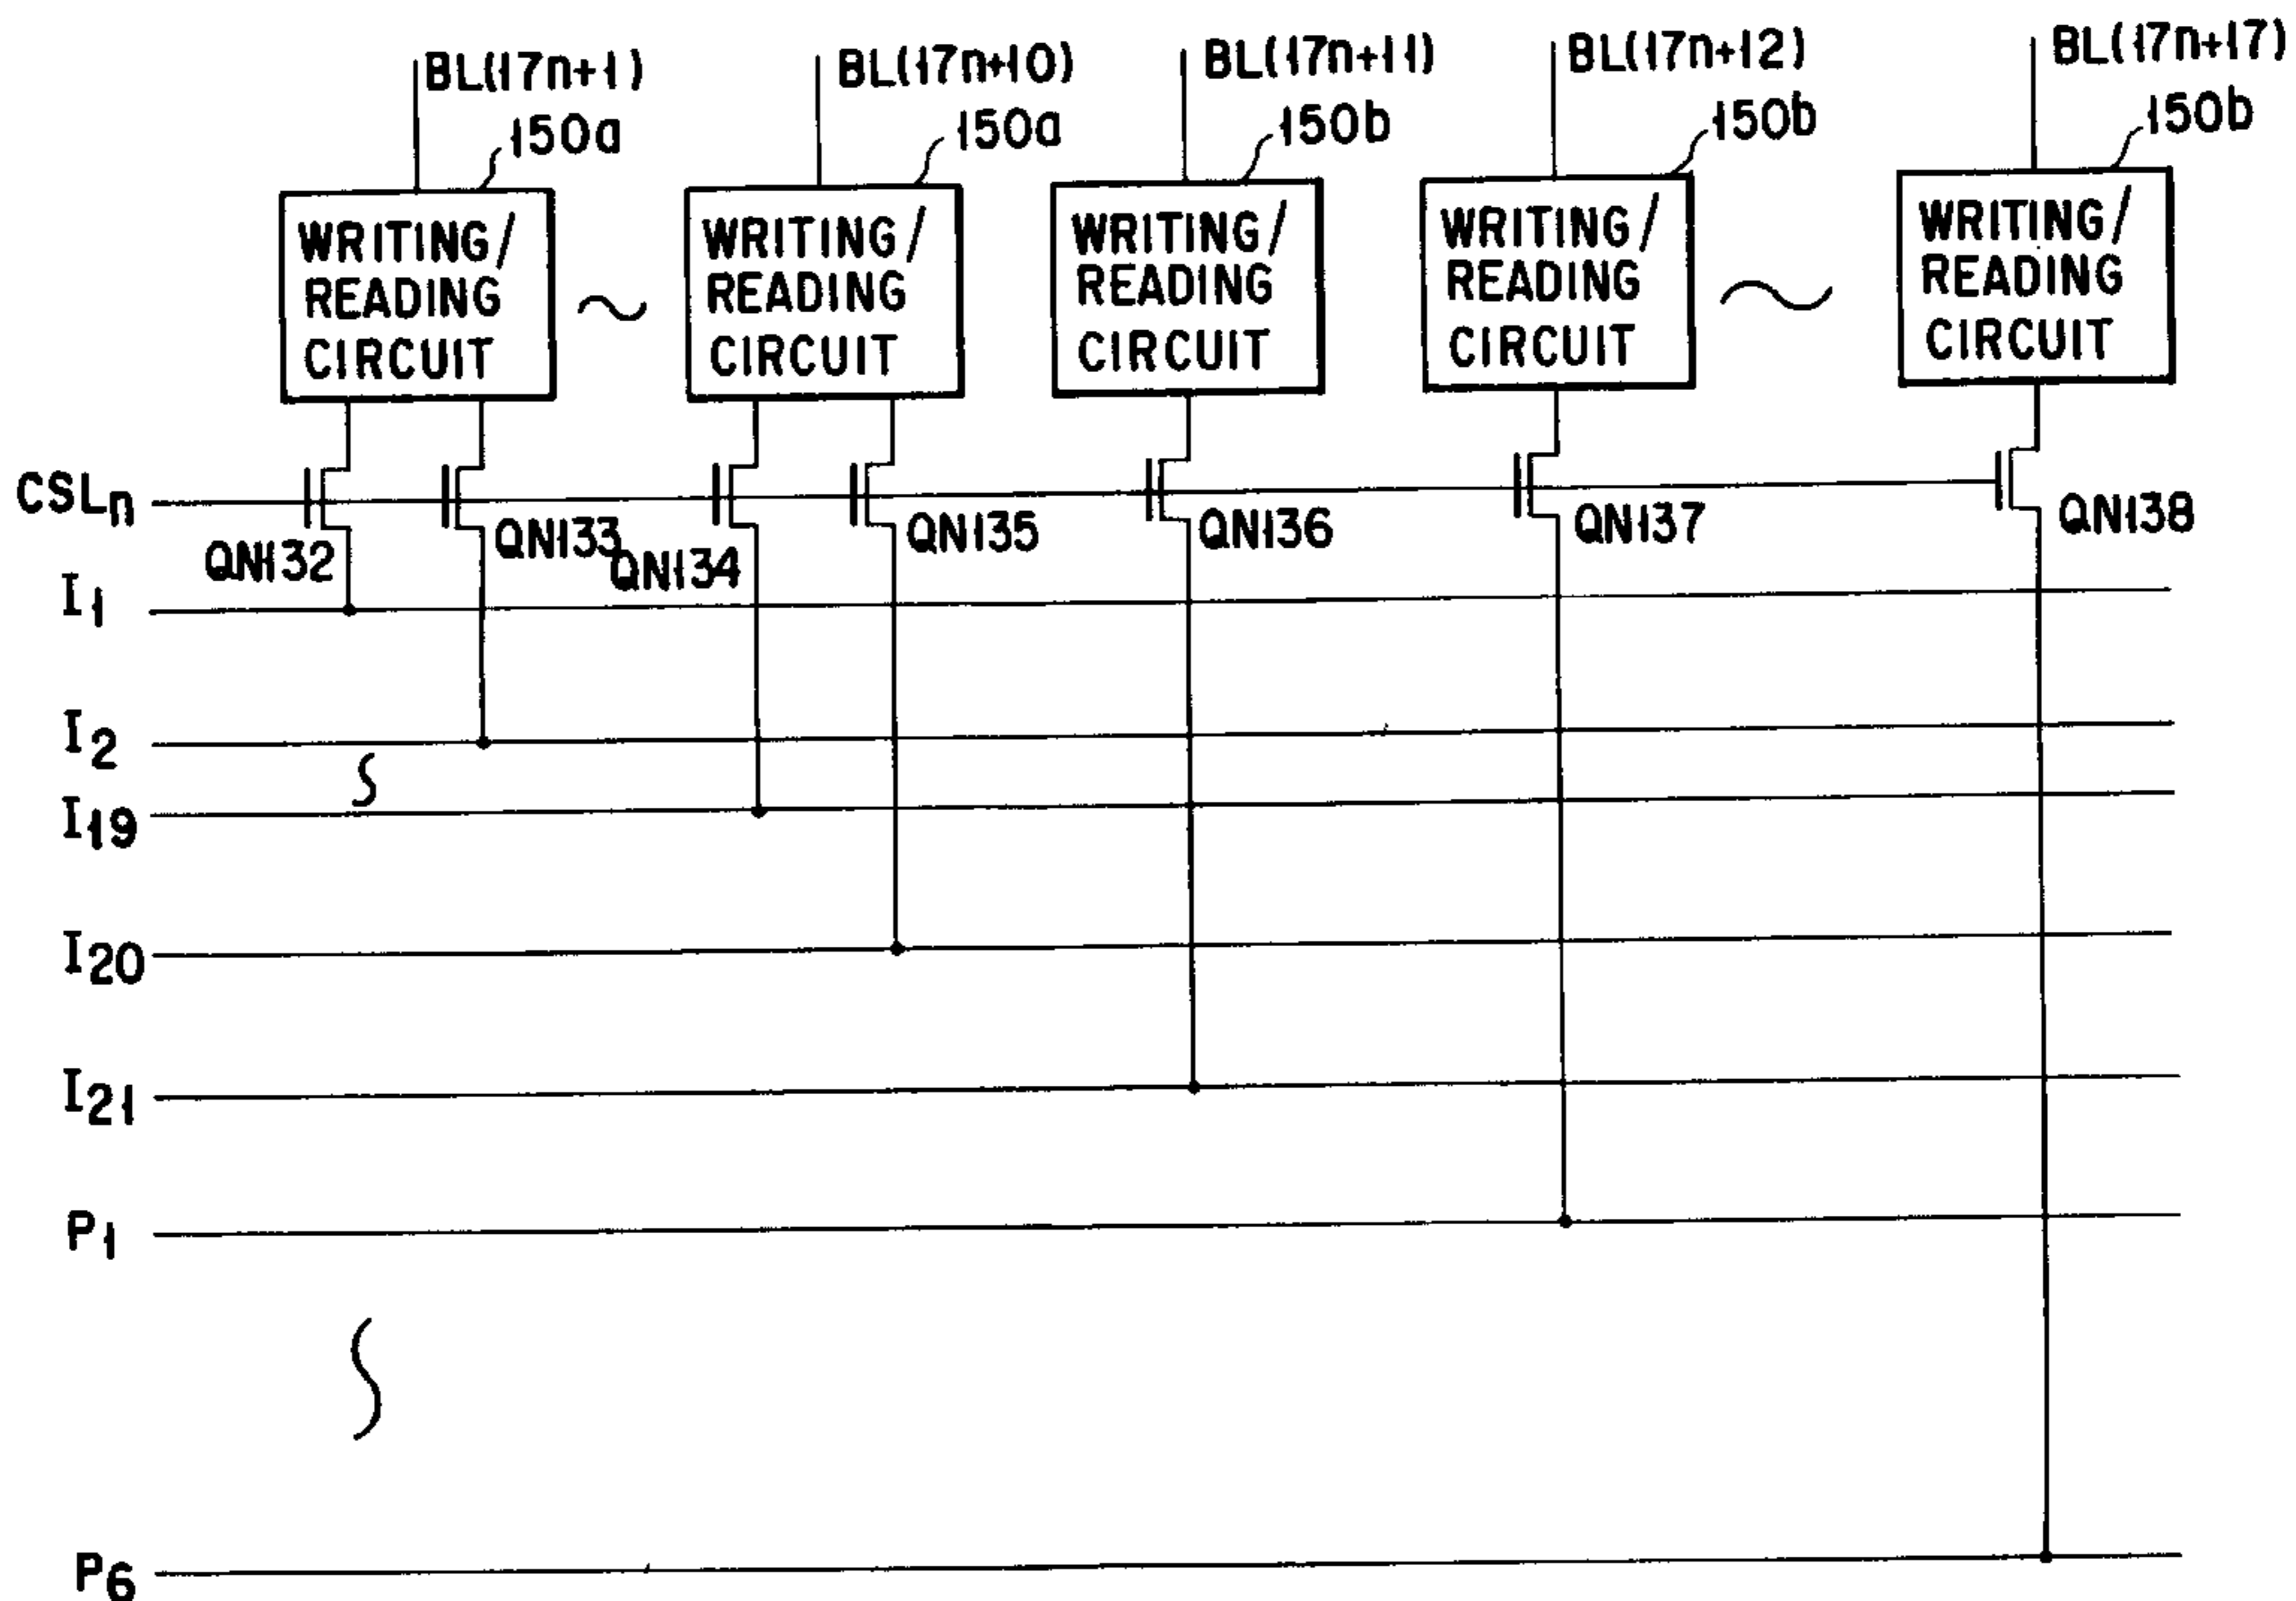 BL(17n+1)
BL(17n+10)
BL(17n+11)
BL(17n+12)
BL(17n+17)
150a
150a
150b
150b
150b
WRITING/
READING
CIRCUIT
WRITING/
READING
CIRCUIT
WRITING/
READING
CIRCUIT
WRITING/
READING
CIRCUIT
WRITING/
READING
CIRCUIT
CSLn
QN132
QN133
QN134
QN135
QN136
QN137
QN138
I1
I2
I19
I20
I21
P1
P6